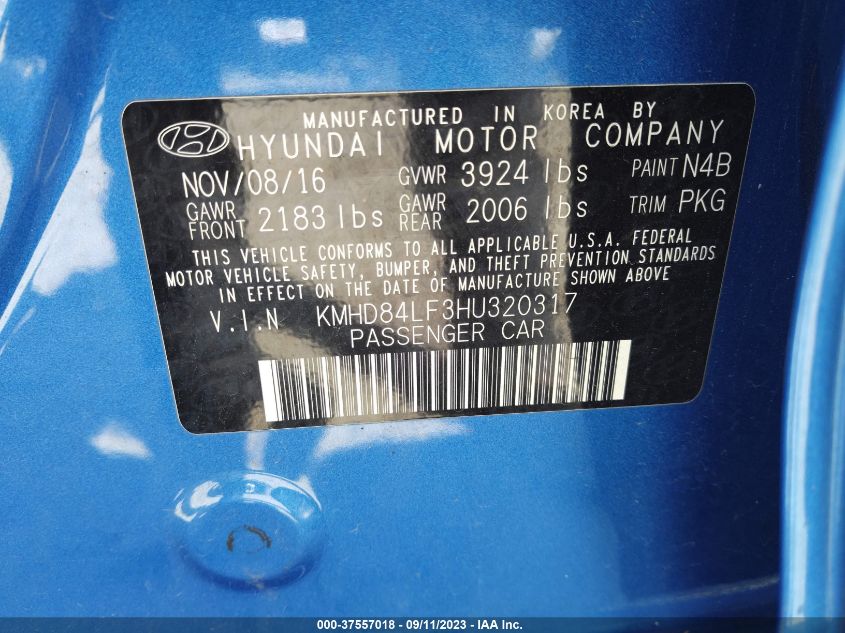 MANUFACTURED IN KOREA BY
HYUNDAI MOTOR COMPANY
NOV/08/16 GVWR 3924 lbs PAINT N4B
GAWR FRONT 2183 lbs GAWR REAR 2006 lbs TRIM PKG
THIS VEHICLE CONFORMS TO ALL APPLICABLE U.S.A. FEDERAL
MOTOR VEHICLE SAFETY, BUMPER, AND THEFT PREVENTION STANDARDS
IN EFFECT ON THE DATE OF MANUFACTURE SHOWN ABOVE
V.I.N KMHD84LF3HU320317
PASSENGER CAR
000-37557018 - 09/11/2023 - IAA Inc.